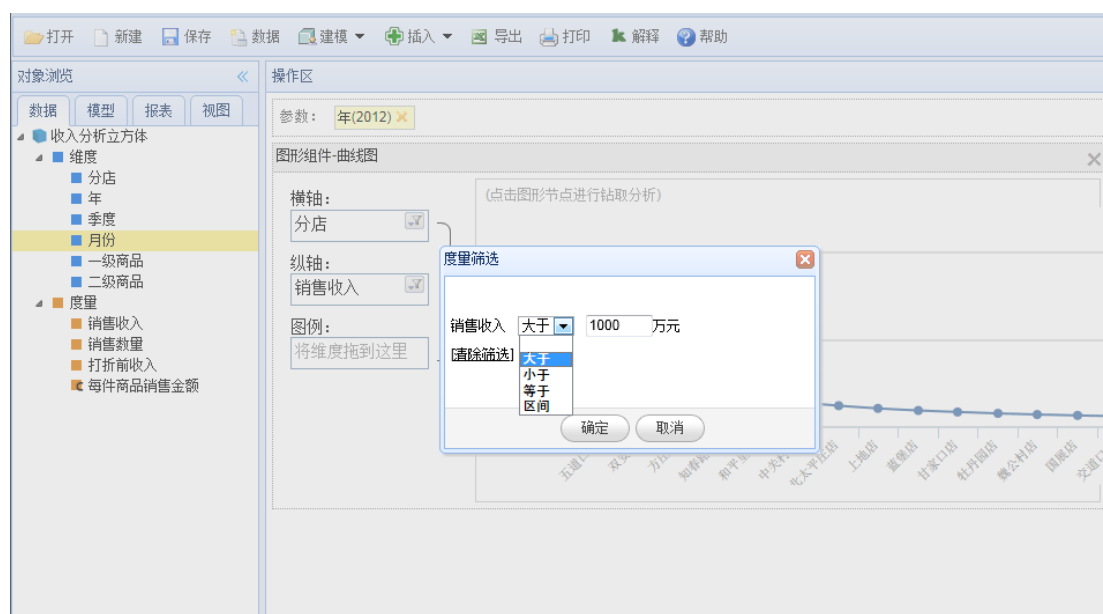 打开 新建 保存 数据 建模 插入 导出 打印 解释 帮助
对象浏览
操作区
数据 模型 报表 视图
参数： 年(2012)
收入分析立方体
维度
分店
年
季度
月份
一级商品
二级商品
度量
销售收入
销售数量
打折前收入
每件商品销售金额
图形组件-曲线图
横轴：
分店
纵轴：
销售收入
图例：
将维度拖到这里
(点击图形节点进行钻取分析)
度量筛选
销售收入 大于 1000 万元
[清除筛选]
大于
小于
等于
区间
确定 取消
上地店
蓝堡店
甘家口店
牡丹园店
魏公村店
国展店